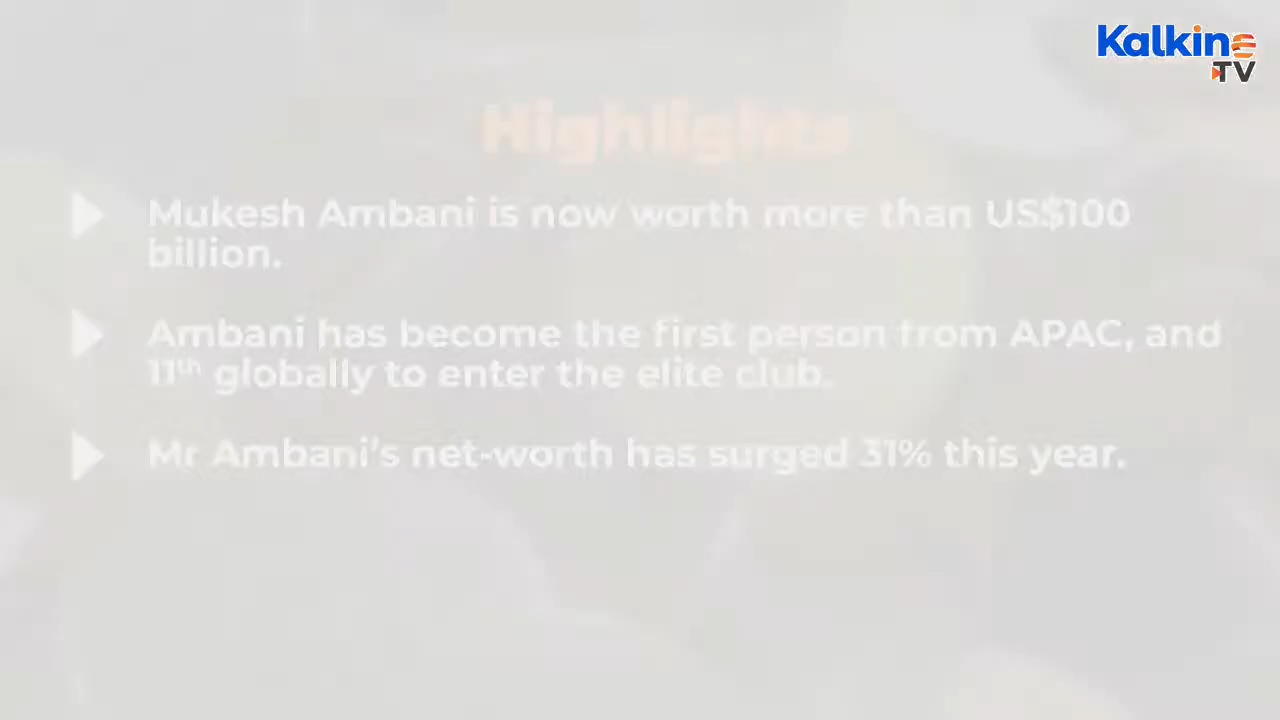 Kalkine
TV
Highlights
Mukesh Ambani is now worth more than US$100
billion.
Ambani has become the first person from APAC, and
11th globally to enter the elite club.
Mr Ambani's net-worth has surged 31% this year.